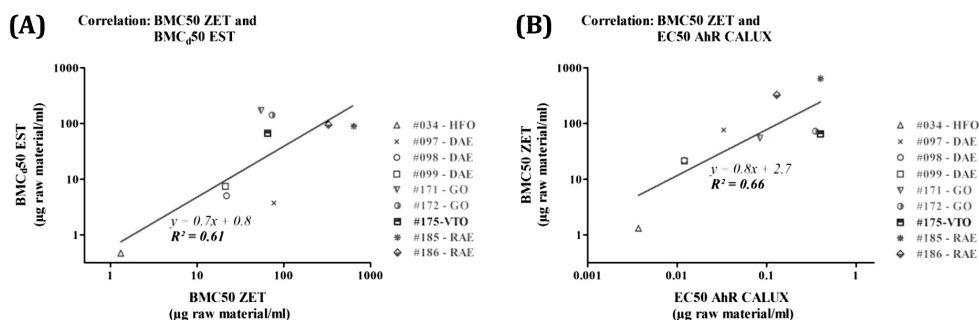 (A)
Correlation: BMC50 ZET and
BMCd50 EST
1000
100
10
1
1
10
100
1000
BMCd50 EST
(µg raw material/ml)
y = 0.7x + 0.8
R² = 0.61
BMC50 ZET
(µg raw material/ml)
#034 - HFO
#097 - DAE
#098 - DAE
#099 - DAE
#171 - GO
#172 - GO
#175-VTO
#185 - RAE
#186 - RAE
(B)
Correlation: BMC50 ZET and
EC50 AhR CALUX
1000
100
10
1
0.001
0.01
0.1
1
BMC50 ZET
(µg raw material/ml)
y = 0.8x + 2.7
R² = 0.66
EC50 AhR CALUX
(µg raw material/ml)
#034 - HFO
#097 - DAE
#098 - DAE
#099 - DAE
#171 - GO
#172 - GO
#175-VTO
#185 - RAE
#186 - RAE